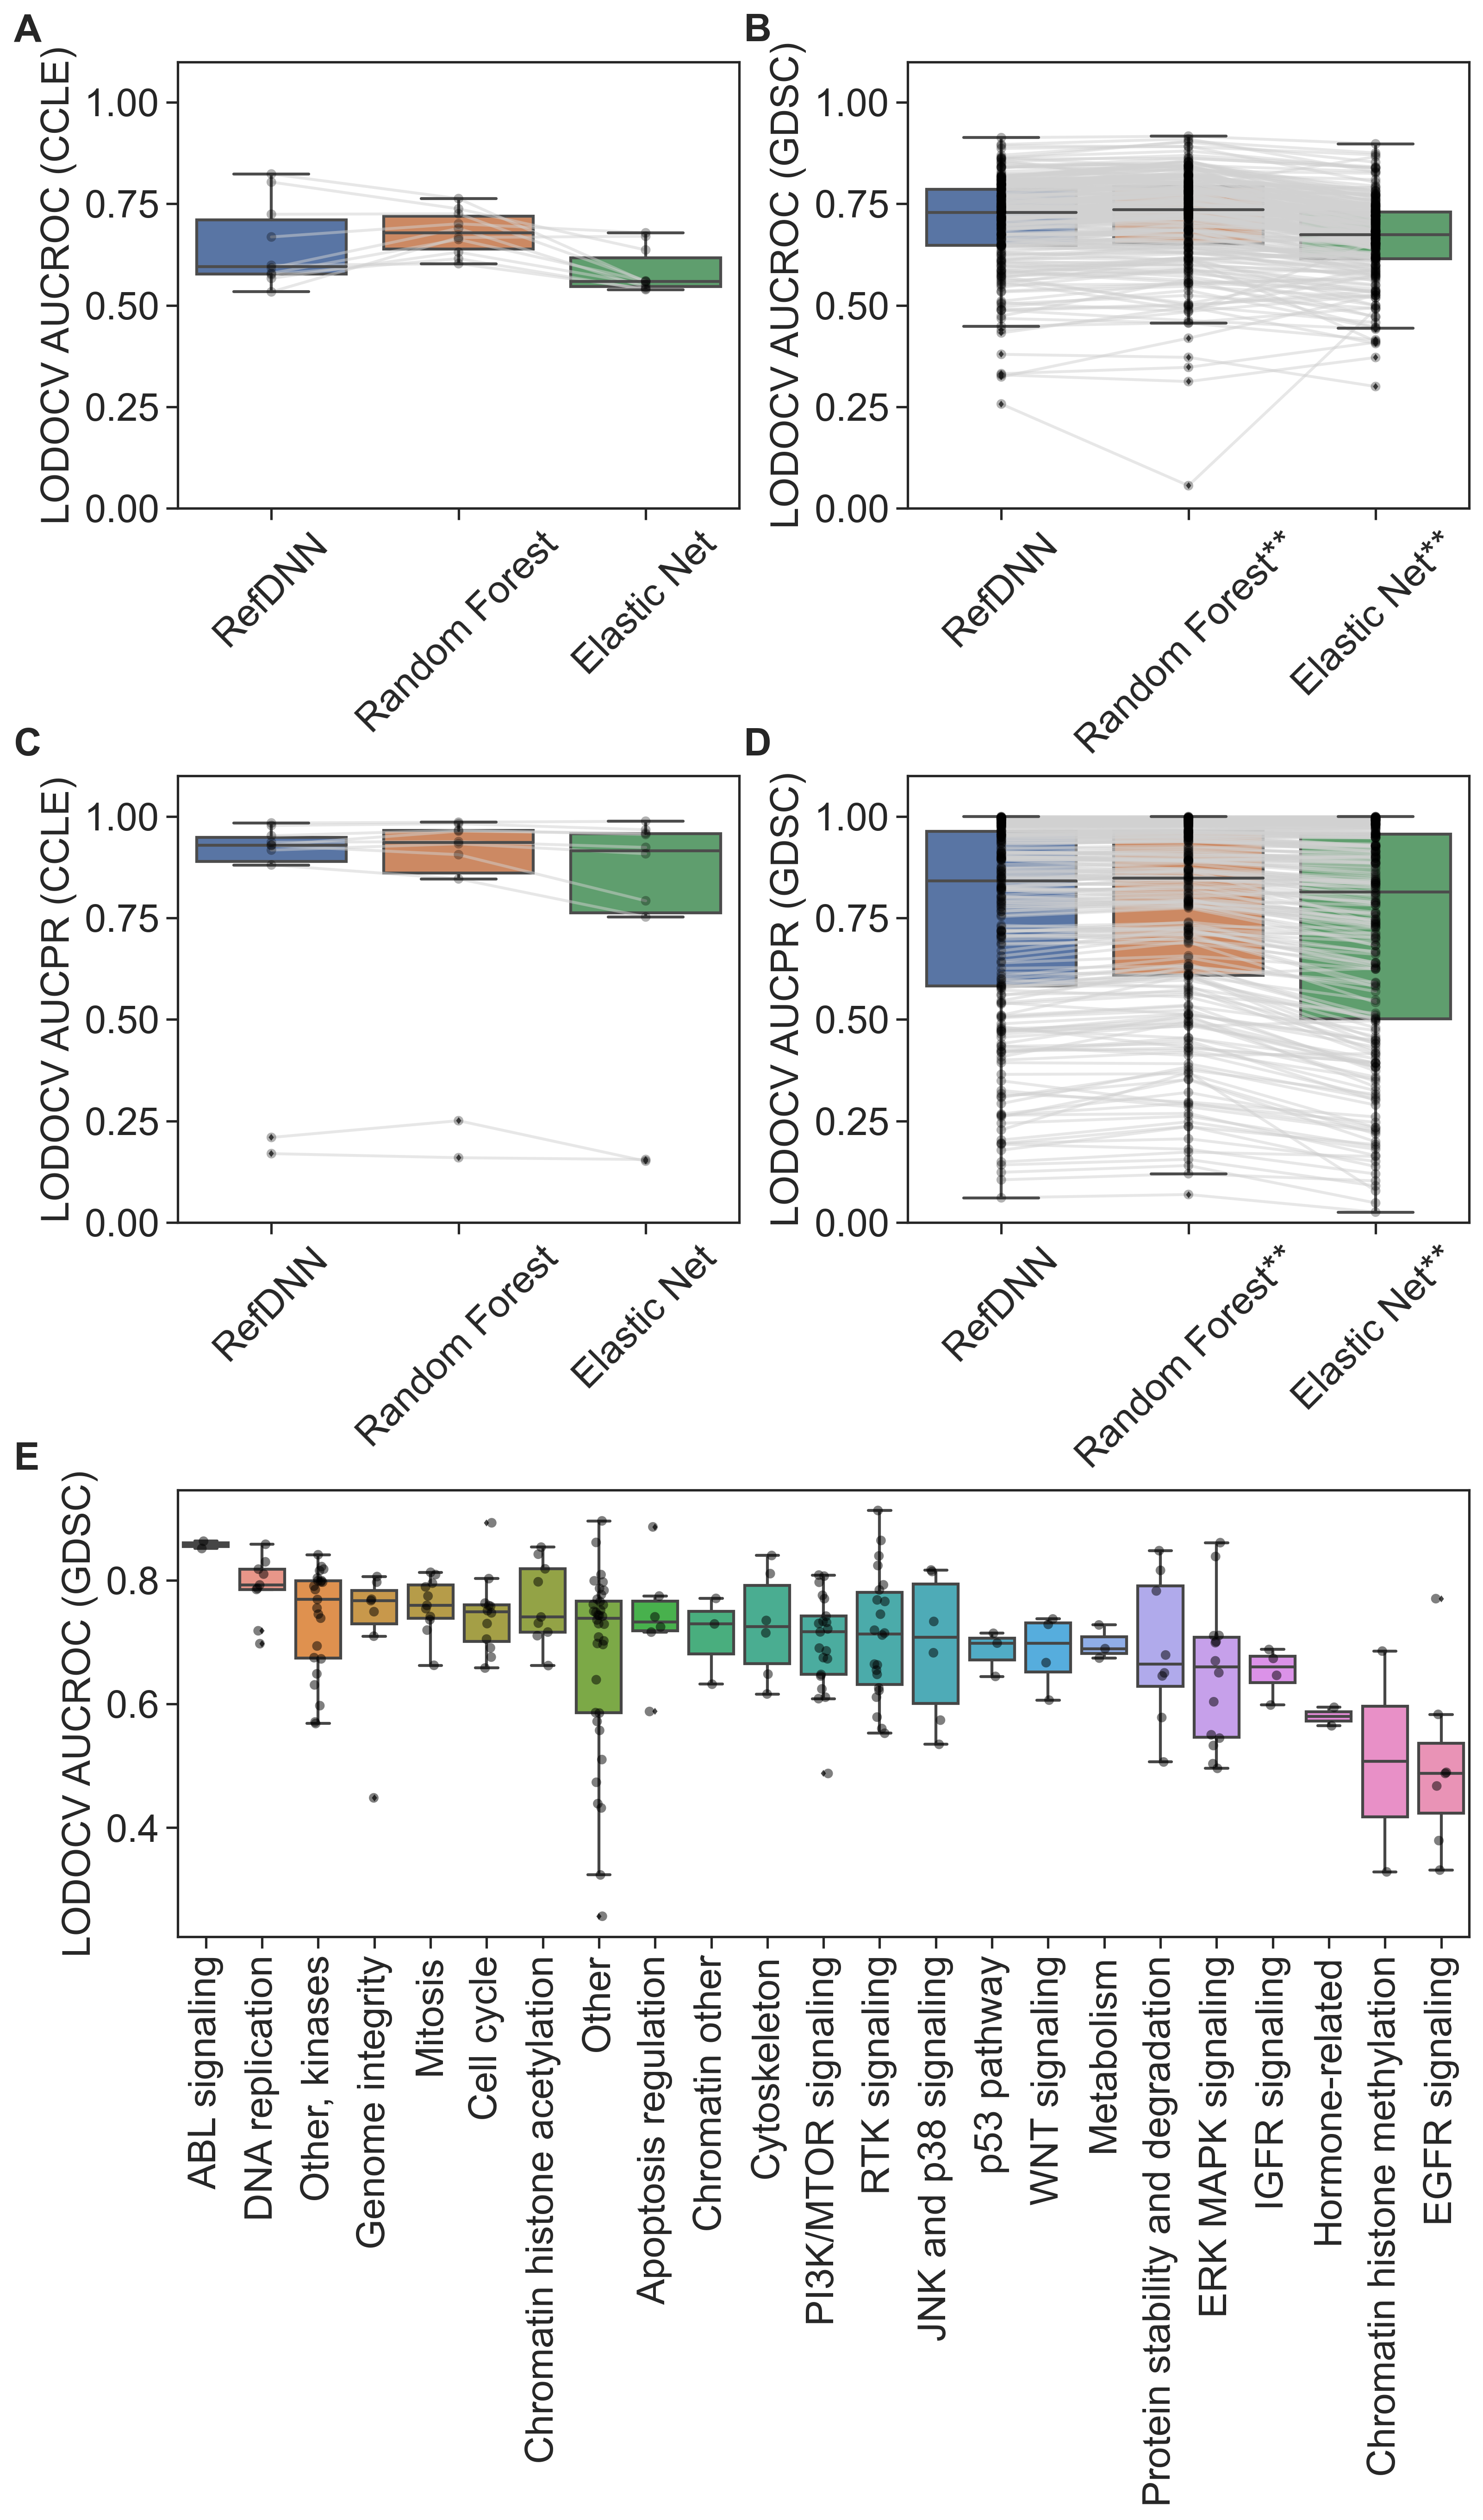 A
LODOCV AUCROC (CCLE)
1.00
0.75
0.50
0.25
0.00
RefDNN
Random Forest
Elastic Net
B
LODOCV AUCROC (GDSC)
1.00
0.75
0.50
0.25
0.00
RefDNN
Random Forest**
Elastic Net**
C
LODOCV AUCPR (CCLE)
1.00
0.75
0.50
0.25
0.00
RefDNN
Random Forest
Elastic Net
D
LODOCV AUCPR (GDSC)
1.00
0.75
0.50
0.25
0.00
RefDNN
Random Forest**
Elastic Net**
E
LODOCV AUCROC (GDSC)
0.8
0.6
0.4
ABL signaling
DNA replication
Other, kinases
Genome integrity
Mitosis
Cell cycle
Chromatin histone acetylation
Other
Apoptosis regulation
Chromatin other
Cytoskeleton
PI3K/MTOR signaling
RTK signaling
JNK and p38 signaling
p53 pathway
WNT signaling
Metabolism
Protein stability and degradation
ERK MAPK signaling
IGFR signaling
Hormone-related
Chromatin histone methylation
EGFR signaling